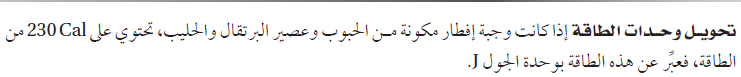 تحويل وحدات الطاقة إذا كانت وجبة إفطار مكونة من الحبوب وعصير البرتقال والحليب، تحتوي على 230 Cal من
الطاقة، فعبِّر عن هذه الطاقة بوحدة الجول J.